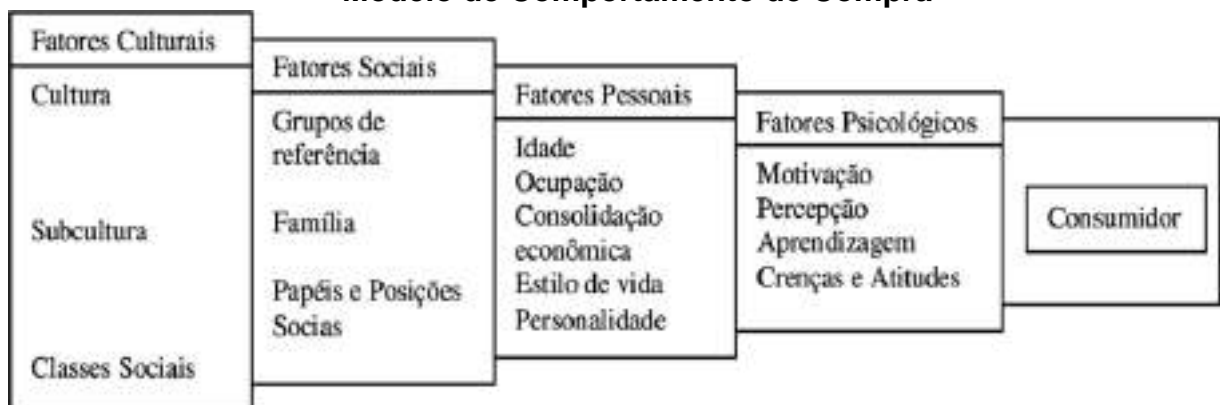 Modelo de Comportamento de Compra
Fatores Culturais
Cultura
Subcultura
Classes Sociais
Fatores Sociais
Grupos de
referência
Família
Papéis e Posições
Socias
Fatores Pessoais
Idade
Ocupação
Consolidação
econômica
Estilo de vida
Personalidade
Fatores Psicológicos
Motivação
Percepção
Aprendizagem
Crenças e Atitudes
Consumidor